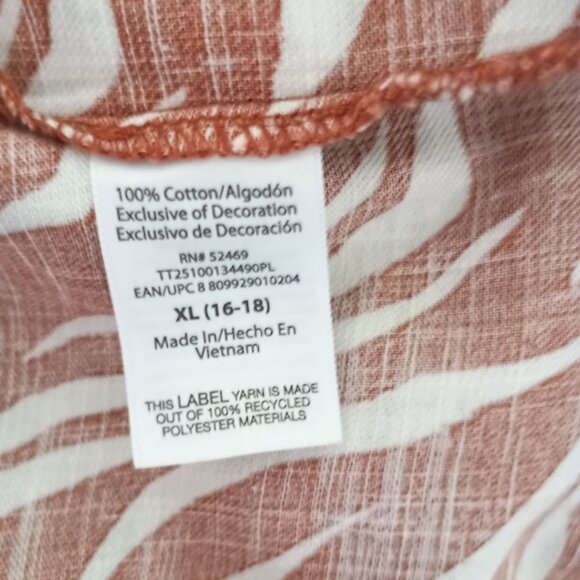 100% Cotton/Algodón
Exclusive of Decoration
Exclusivo de Decoración
RN# 52469
TT25100134490PL
EAN/UPC 8 809929010204
XL (16-18)
Made In/Hecho En
Vietnam
THIS LABEL YARN IS MADE
OUT OF 100% RECYCLED
POLYESTER MATERIALS